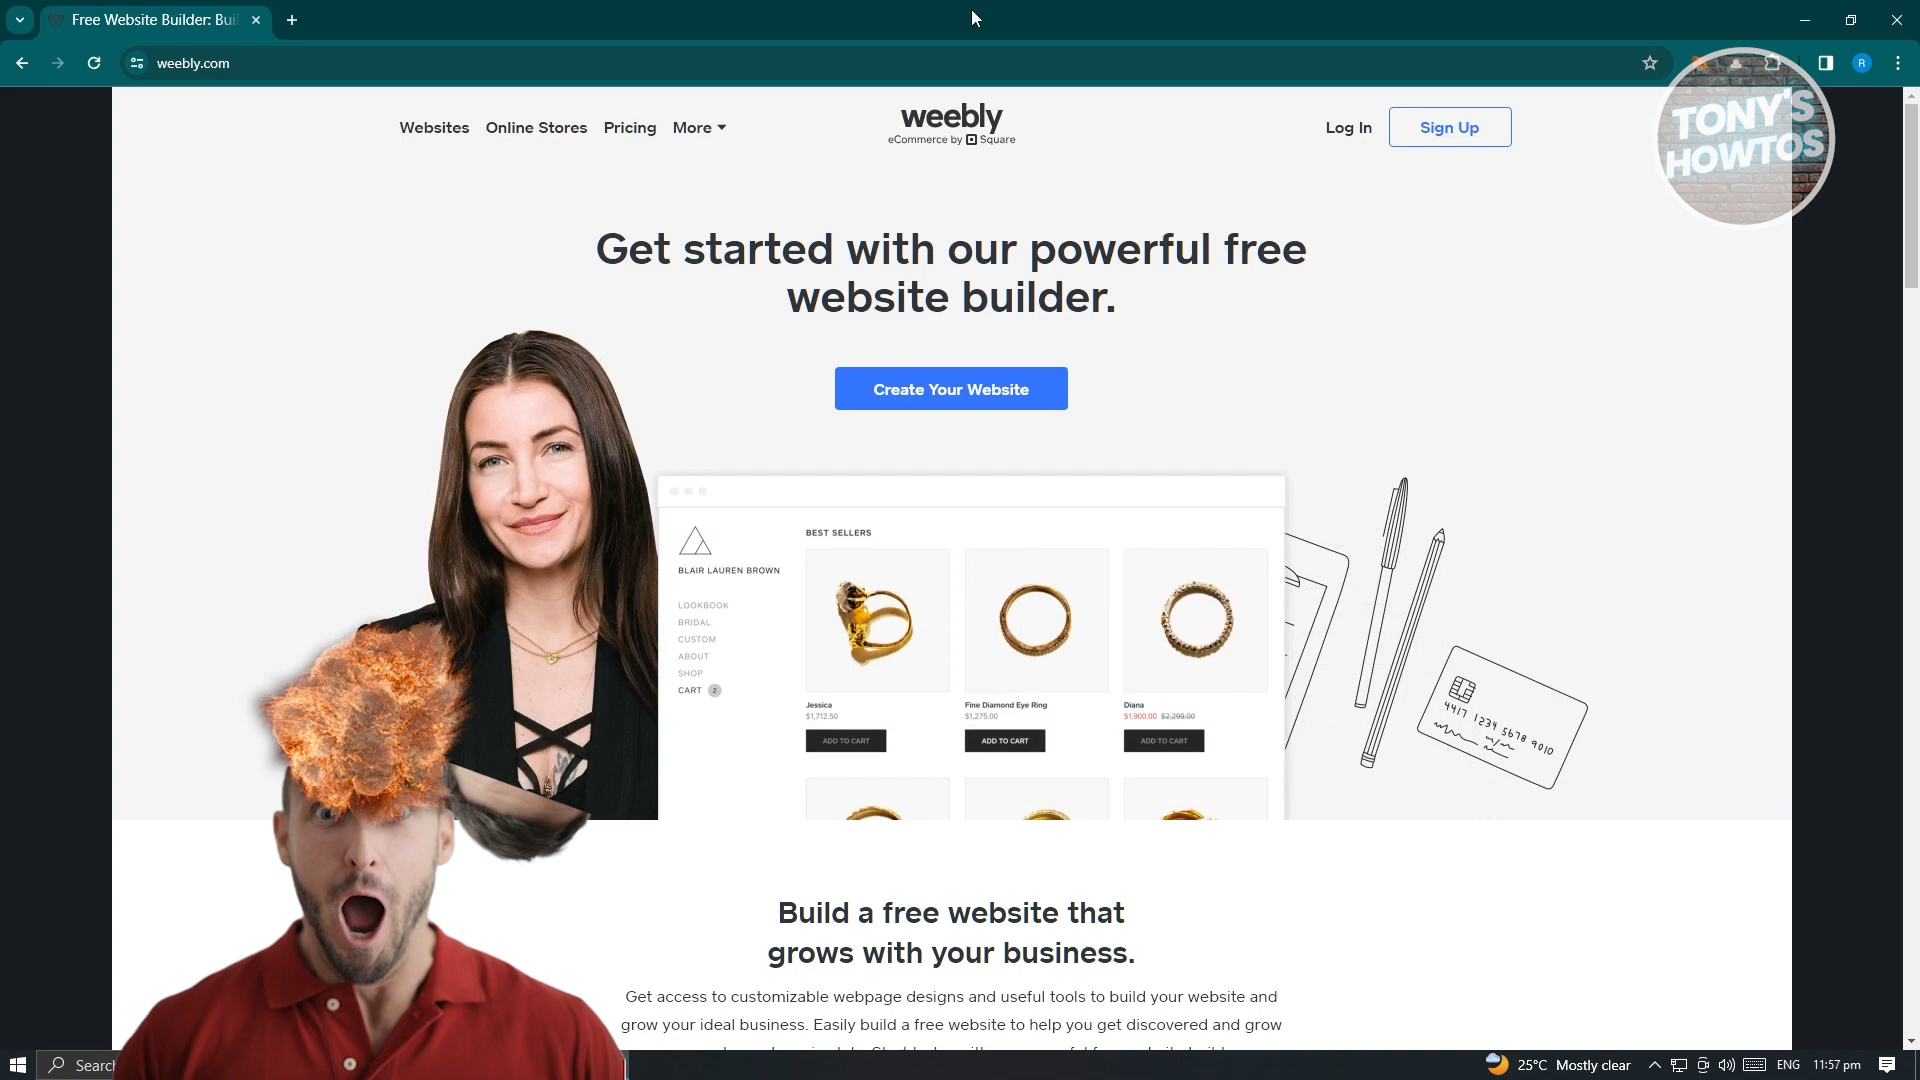 Free Website Builder: Bui
weebly.com
R
TONY'S
HOWTOS
Websites Online Stores Pricing More
weebly
eCommerce by Square
Log In
Sign Up
Get started with our powerful free
website builder.
Create Your Website
BLAIR LAUREN BROWN
LOOKBOOK
BRIDAL
CUSTOM
ABOUT
SHOP
CART 2
BEST SELLERS
Jessica
$1,712.50
ADD TO CART
Fine Diamond Eye Ring
$1,275.00
ADD TO CART
Diana
$1,900.00 $2,299.00
ADD TO CART
4417 1234 5678 9010
Build a free website that
grows with your business.
Get access to customizable webpage designs and useful tools to build your website and
grow your ideal business. Easily build a free website to help you get discovered and grow
Search
25°C Mostly clear
ENG
11:57 pm